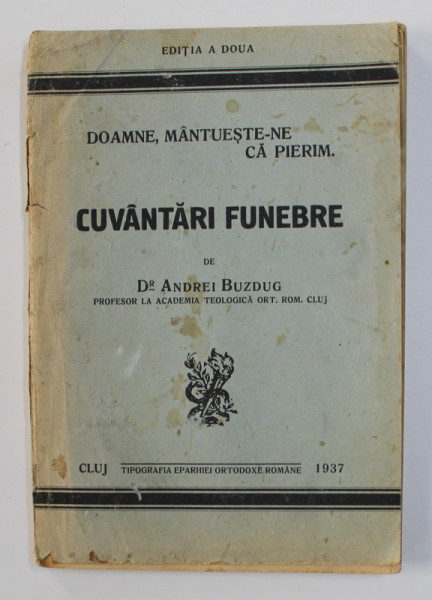 EDIȚIA A DOUA
DOAMNE, MÂNTUEȘTE-NE
CĂ PIERIM.
CUVÂNTĂRI FUNEBRE
DE
DR ANDREI BUZDUG
PROFESOR LA ACADEMIA TEOLOGICĂ ORT. ROM. CLUJ
CLUJ TIPOGRAFIA EPARHIEI ORTODOXE ROMÂNE 1937